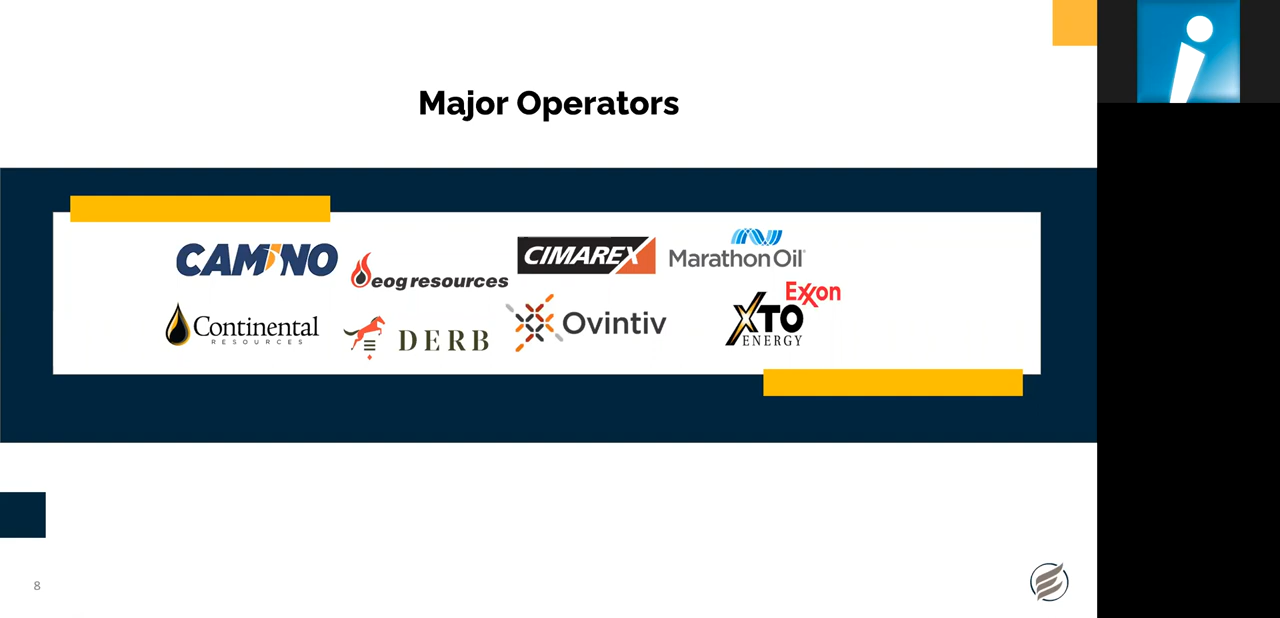 Major Operators
CAMINO
eog resources
CIMAREX
Marathon Oil
Continental
RESOURCES
DERB
Ovintiv
Exxon
XTO
ENERGY
8